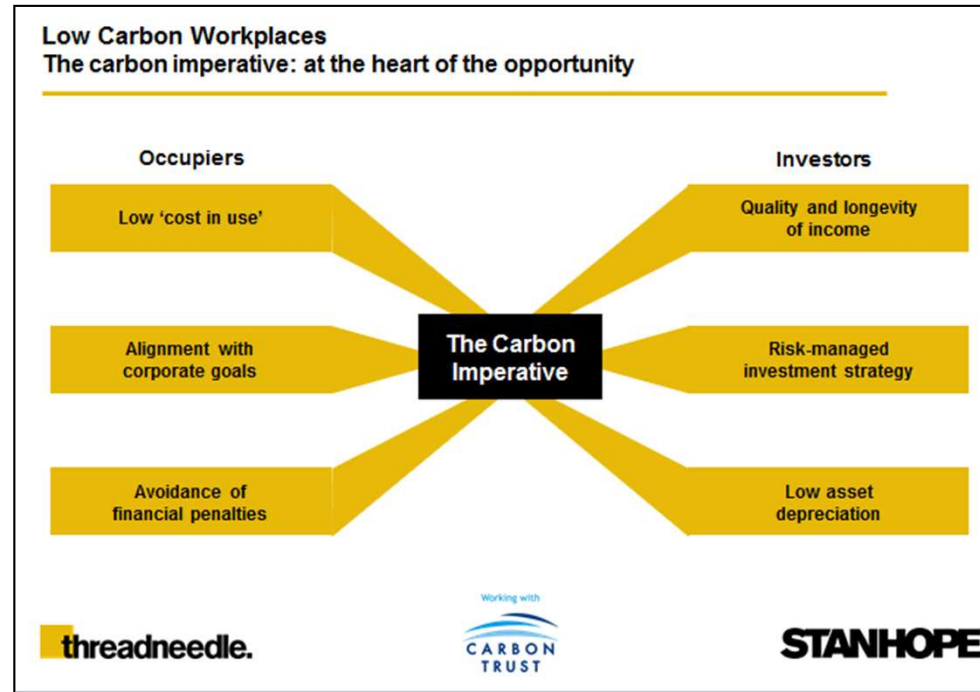 Low Carbon Workplaces
The carbon imperative: at the heart of the opportunity
Occupiers
Low ‘cost in use’
Alignment with
corporate goals
Avoidance of
financial penalties
The Carbon
Imperative
Investors
Quality and longevity
of income
Risk-managed
investment strategy
Low asset
depreciation
threadneedle.
Working with
CARBON
TRUST
STANHOPE